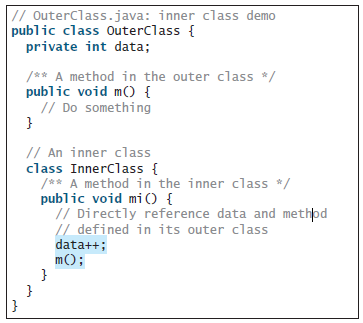 // OuterClass.java: inner class demo
public class OuterClass {
  private int data;

  /** A method in the outer class */
  public void m() {
    // Do something
  }

  // An inner class
  class InnerClass {
    /** A method in the inner class */
    public void mi() {
      // Directly reference data and method
      // defined in its outer class
      data++;
      m();
    }
  }
}